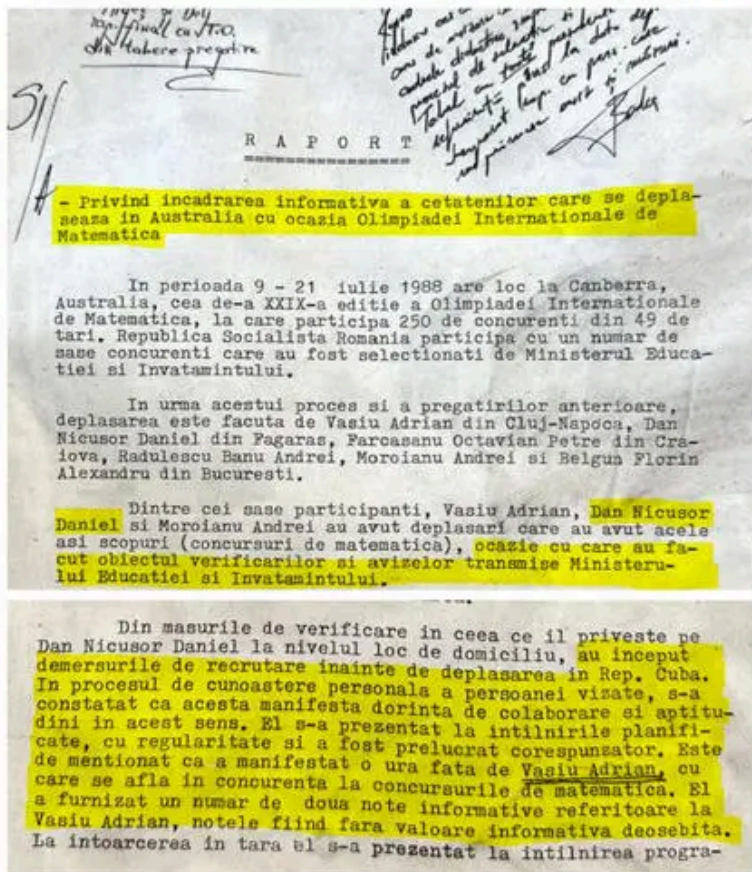 final cu T.O.
din tabere pregatire
SI/A
R A P O R T
- Privind incadrarea informativa a cetatenilor care se depla-
seaza in Australia cu ocazia Olimpiadei Internationale de
Matematica
In perioada 9 - 21 iulie 1988 are loc la Canberra,
Australia, cea de-a XXIX-a editie a Olimpiadei Internationale
de Matematica, la care participa 250 de concurenti din 49 de
tari. Republica Socialista Romania participa cu un numar de
sase concurenti care au fost selectionati de Ministerul Educa-
tiei si Invatamintului.
In urma acestui proces si a pregatirilor anterioare,
deplasarea este facuta de Vasiu Adrian din Cluj-Napoca, Dan
Nicusor Daniel din Fagaras, Farcasanu Octavian Petre din Cra-
iova, Radulescu Banu Andrei, Moroianu Andrei si Belgun Florin
Alexandru din Bucuresti.
Dintre cei sase participanti, Vasiu Adrian, Dan Nicusor
Daniel si Moroianu Andrei au avut deplasari care au avut acele
asi scopuri (concursuri de matematica), ocazie cu care au fa-
cut obiectul verificarilor si avizelor transmise Ministeru-
lui Educatiei si Invatamintului.
Din masurile de verificare in ceea ce il priveste pe
Dan Nicusor Daniel la nivelul loc de domiciliu, au inceput
demersurile de recrutare inainte de deplasarea in Rep. Cuba.
In procesul de cunoastere personala a persoanei vizate, s-a
constatat ca acesta manifesta dorinta de colaborare si aptitu-
dini in acest sens. El s-a prezentat la intilnirile planifi-
cate, cu regularitate si a fost prelucrat corespunzator. Este
de mentionat ca a manifestat o ura fata de Vasiu Adrian, cu
care se afla in concurenta la concursurile de matematica. El
a furnizat un numar de doua note informative referitoare la
Vasiu Adrian, notele fiind fara valoare informativa deosebita.
La intoarcerea in tara el s-a prezentat la intilnirea progra-